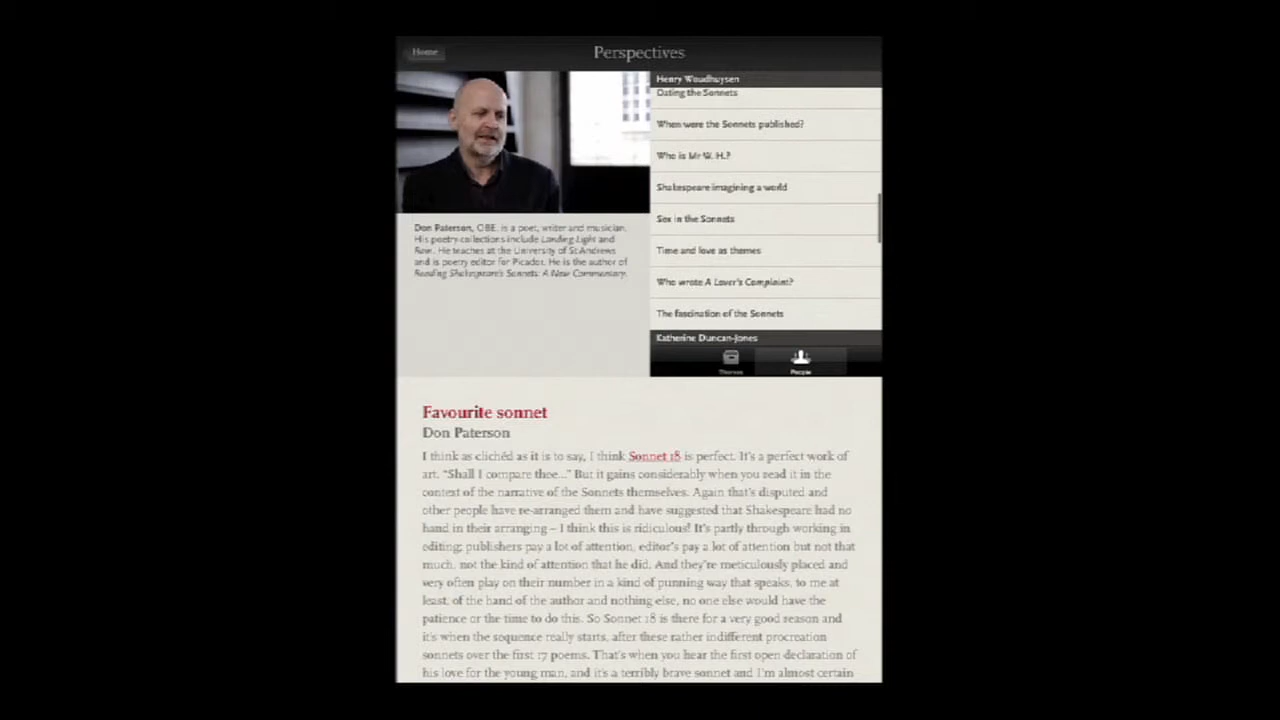 Home
Perspectives
Don Paterson, OBE, is a poet, writer and musician.
His poetry collections include Landing Light and
Rain. He teaches at the University of St Andrews
and is poetry editor for Picador. He is the author of
Reading Shakespeare's Sonnets: A New Commentary.
Henry Woudhuysen
Dating the Sonnets
When were the Sonnets published?
Who is Mr W. H.?
Shakespeare imagining a world
Sex in the Sonnets
Time and love as themes
Who wrote A Lover's Complaint?
The fascination of the Sonnets
Katherine Duncan-Jones
Themes
People
Favourite sonnet
Don Paterson
I think as clichéd as it is to say, I think Sonnet 18 is perfect. It's a perfect work of
art. “Shall I compare thee...” But it gains considerably when you read it in the
context of the narrative of the Sonnets themselves. Again that's disputed and
other people have re-arranged them and have suggested that Shakespeare had no
hand in their arranging – I think this is ridiculous! It's partly through working in
editing; publishers pay a lot of attention, editor's pay a lot of attention but not that
much, not the kind of attention that he did. And they're meticulously placed and
very often play on their number in a kind of punning way that speaks, to me at
least, of the hand of the author and nothing else, no one else would have the
patience or the time to do this. So Sonnet 18 is there for a very good reason and
it's when the sequence really starts, after these rather indifferent procreation
sonnets over the first 17 poems. That's when you hear the first open declaration of
his love for the young man, and it's a terribly brave sonnet and I'm almost certain